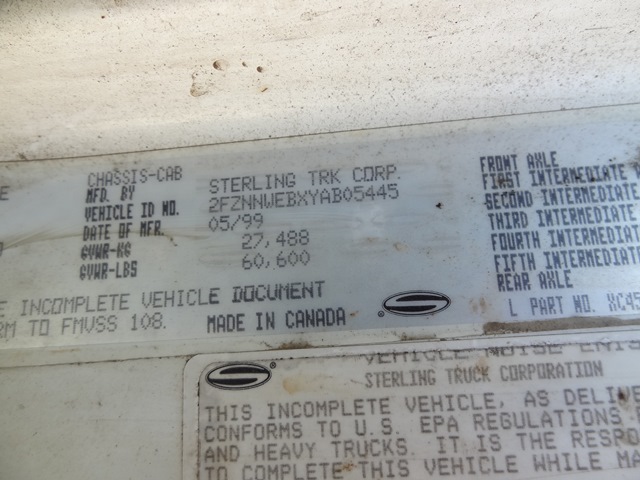 CHASSIS-CAB
MFD. BY STERLING TRK CORP.
VEHICLE ID NO. 2FZNNWEBXYAB05445
DATE OF MFR. 05/99
GVWR-KG 27,488
GVWR-LBS 60,600
INCOMPLETE VEHICLE DOCUMENT
TO FMVSS 108. MADE IN CANADA
FRONT AXLE
FIRST INTERMEDIATE
SECOND INTERMEDIATE
THIRD INTERMEDIATE
FOURTH INTERMEDIATE
FIFTH INTERMEDIATE
REAR AXLE
L PART NO.
VEHICLE NOISE
STERLING TRUCK CORPORATION
THIS INCOMPLETE VEHICLE, AS
CONFORMS TO U.S. EPA REGULATIONS
AND HEAVY TRUCKS IT IS THE
TO COMPLETE THIS VEHICLE WHILE